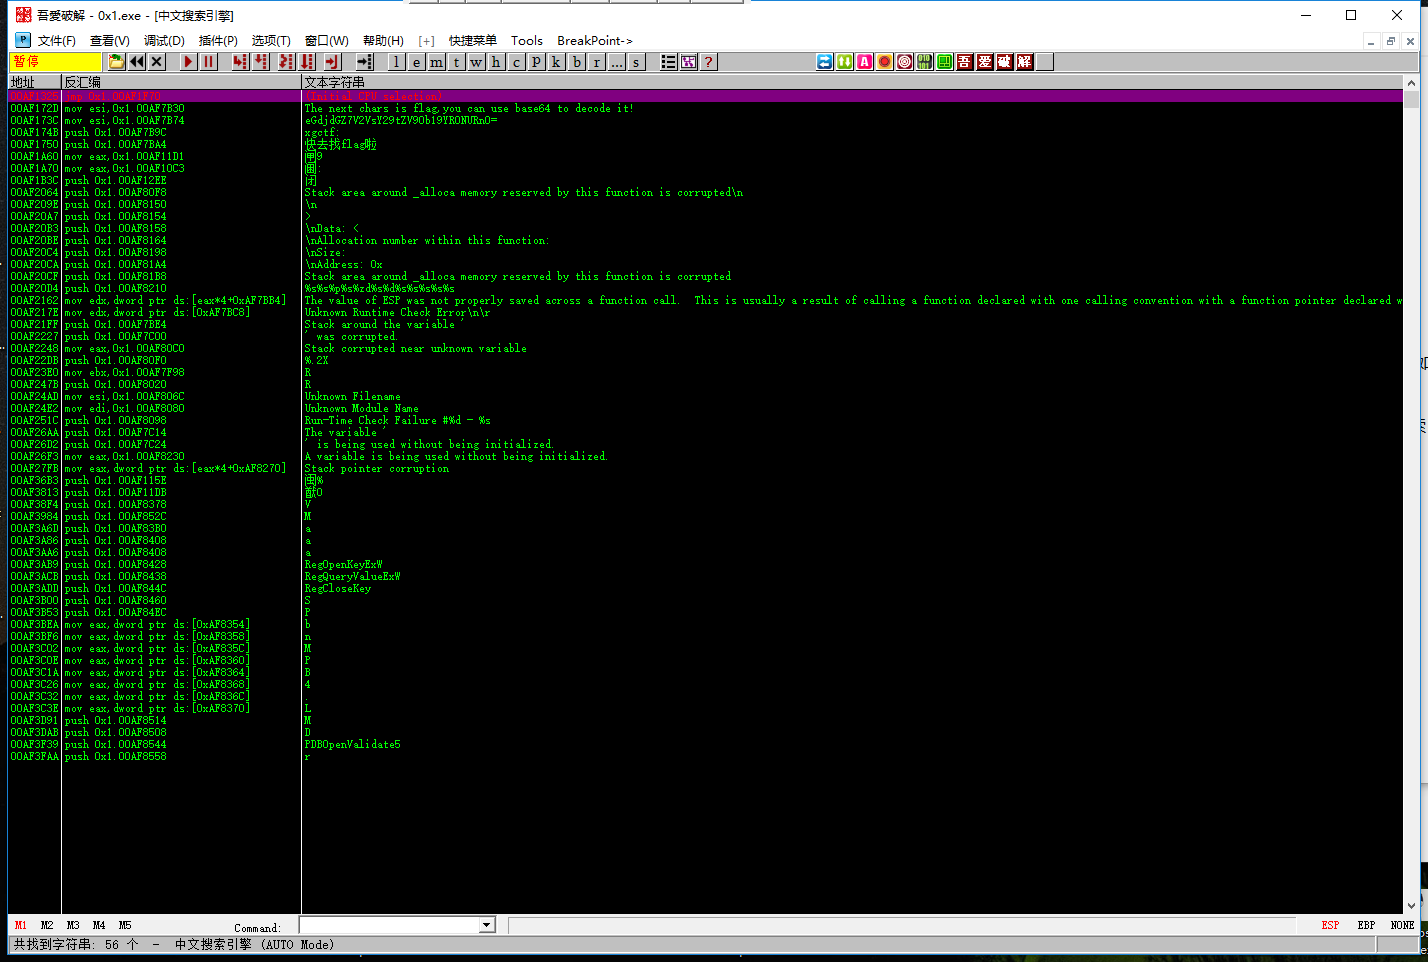 吾愛破解 - 0x1.exe - [中文搜索引擎]
文件(F) 查看(V) 调试(D) 插件(P) 选项(T) 窗口(W) 帮助(H) [+] 快捷菜单 Tools BreakPoint->
暂停 l e m t w h c P k b r ... s ? 吾 爱 破 解
地址 反汇编 文本字符串
00AF1325 jmp 0x1.00AF1B70 (Initial CPU selection)
00AF172D mov esi,0x1.00AF7B30 The next chars is flag,you can use base64 to decode it!
00AF173C mov esi,0x1.00AF7B74 eGdjdGZ7V2VsY29tZV9Ob19YRONURn0=
00AF174B push 0x1.00AF7B9C xgctf:
00AF1750 push 0x1.00AF7BA4 快去找flag啦
00AF1A60 mov eax,0x1.00AF11D1
00AF1A70 mov eax,0x1.00AF10C3
00AF1B3C push 0x1.00AF12EE 闭
00AF2064 push 0x1.00AF80F8 Stack area around _alloca memory reserved by this function is corrupted\n
00AF209E push 0x1.00AF8150 \n
00AF20A7 push 0x1.00AF8154 >
00AF20B3 push 0x1.00AF8158 \nData: <
00AF20BE push 0x1.00AF8164 \nAllocation number within this function:
00AF20C4 push 0x1.00AF8198 \nSize:
00AF20CA push 0x1.00AF81A4 \nAddress: 0x
00AF20CF push 0x1.00AF81B8 Stack area around _alloca memory reserved by this function is corrupted
00AF20D4 push 0x1.00AF8210 %s%s%p%s%zd%s%d%s%s%s%s%s
00AF2162 mov edx,dword ptr ds:[eax*4+0xAF7BB4] The value of ESP was not properly saved across a function call.  This is usually a result of calling a function declared with one calling convention with a function pointer declared w
00AF217E mov edx,dword ptr ds:[0xAF7BC8] Unknown Runtime Check Error\n\r
00AF21FF push 0x1.00AF7BE4 Stack around the variable '
00AF2227 push 0x1.00AF7C00 ' was corrupted.
00AF2248 mov eax,0x1.00AF80C0 Stack corrupted near unknown variable
00AF22DB push 0x1.00AF80F0 %.2X
00AF23E0 mov ebx,0x1.00AF7F98 R
00AF247B push 0x1.00AF8020 R
00AF24AD mov esi,0x1.00AF806C Unknown Filename
00AF24E2 mov edi,0x1.00AF8080 Unknown Module Name
00AF251C push 0x1.00AF8098 Run-Time Check Failure #%d - %s
00AF26AA push 0x1.00AF7C14 The variable '
00AF26D2 push 0x1.00AF7C24 ' is being used without being initialized.
00AF26F3 mov eax,0x1.00AF8230 A variable is being used without being initialized.
00AF27FB mov eax,dword ptr ds:[eax*4+0xAF8270] Stack pointer corruption
00AF36B3 push 0x1.00AF115E
00AF3813 push 0x1.00AF11DB
00AF38F4 push 0x1.00AF8378 V
00AF3984 push 0x1.00AF852C M
00AF3A6D push 0x1.00AF83B0 a
00AF3A86 push 0x1.00AF8408 a
00AF3AA6 push 0x1.00AF8408 a
00AF3AB9 push 0x1.00AF8428 RegOpenKeyExW
00AF3ACB push 0x1.00AF8438 RegQueryValueExW
00AF3ADD push 0x1.00AF844C RegCloseKey
00AF3B00 push 0x1.00AF8460 S
00AF3B53 push 0x1.00AF84EC P
00AF3BEA mov eax,dword ptr ds:[0xAF8354] b
00AF3BF6 mov eax,dword ptr ds:[0xAF8358] n
00AF3C02 mov eax,dword ptr ds:[0xAF835C] M
00AF3C0E mov eax,dword ptr ds:[0xAF8360] P
00AF3C1A mov eax,dword ptr ds:[0xAF8364] B
00AF3C26 mov eax,dword ptr ds:[0xAF8368] 4
00AF3C32 mov eax,dword ptr ds:[0xAF836C] .
00AF3C3E mov eax,dword ptr ds:[0xAF8370] L
00AF3D91 push 0x1.00AF8514 M
00AF3DAB push 0x1.00AF8508 D
00AF3F39 push 0x1.00AF8544 PDBOpenValidate5
00AF3FAA push 0x1.00AF8558 r
M1 M2 M3 M4 M5 Command: ESP EBP NONE
共找到字符串: 56 个 - 中文搜索引擎 (AUTO Mode)